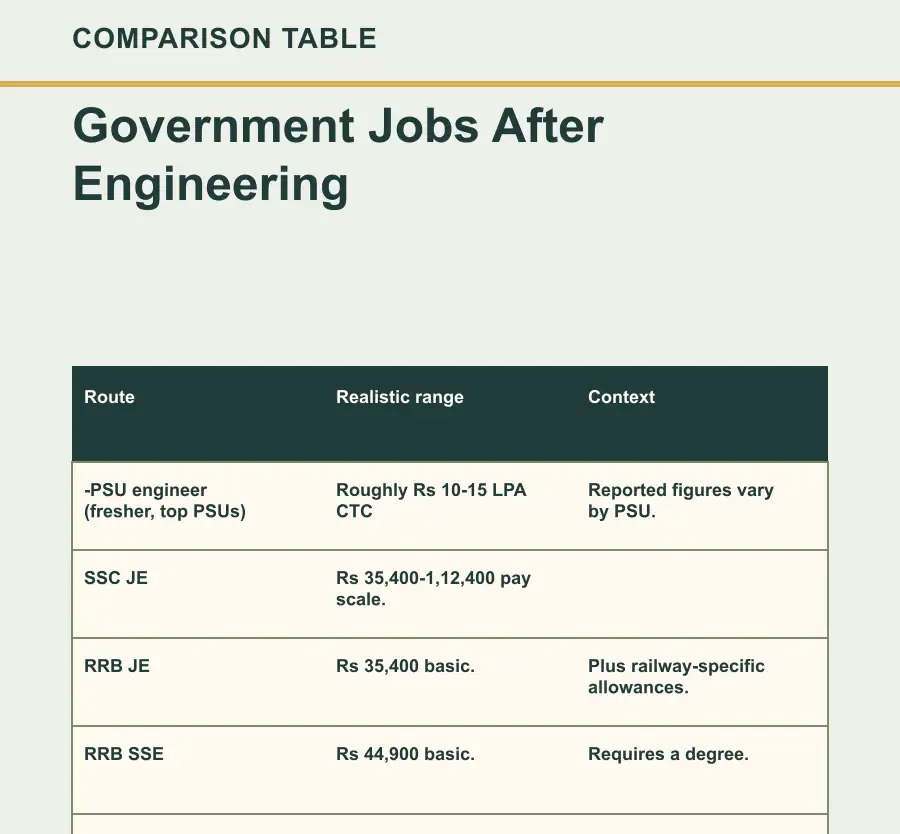 COMPARISON TABLE
Government Jobs After
Engineering
Route Realistic range Context
-PSU engineer
(fresher, top PSUs)
Roughly Rs 10-15 LPA
CTC
Reported figures vary
by PSU.
SSC JE
Rs 35,400-1,12,400 pay
scale.
RRB JE
Rs 35,400 basic.
Plus railway-specific
allowances.
RRB SSE
Rs 44,900 basic.
Requires a degree.